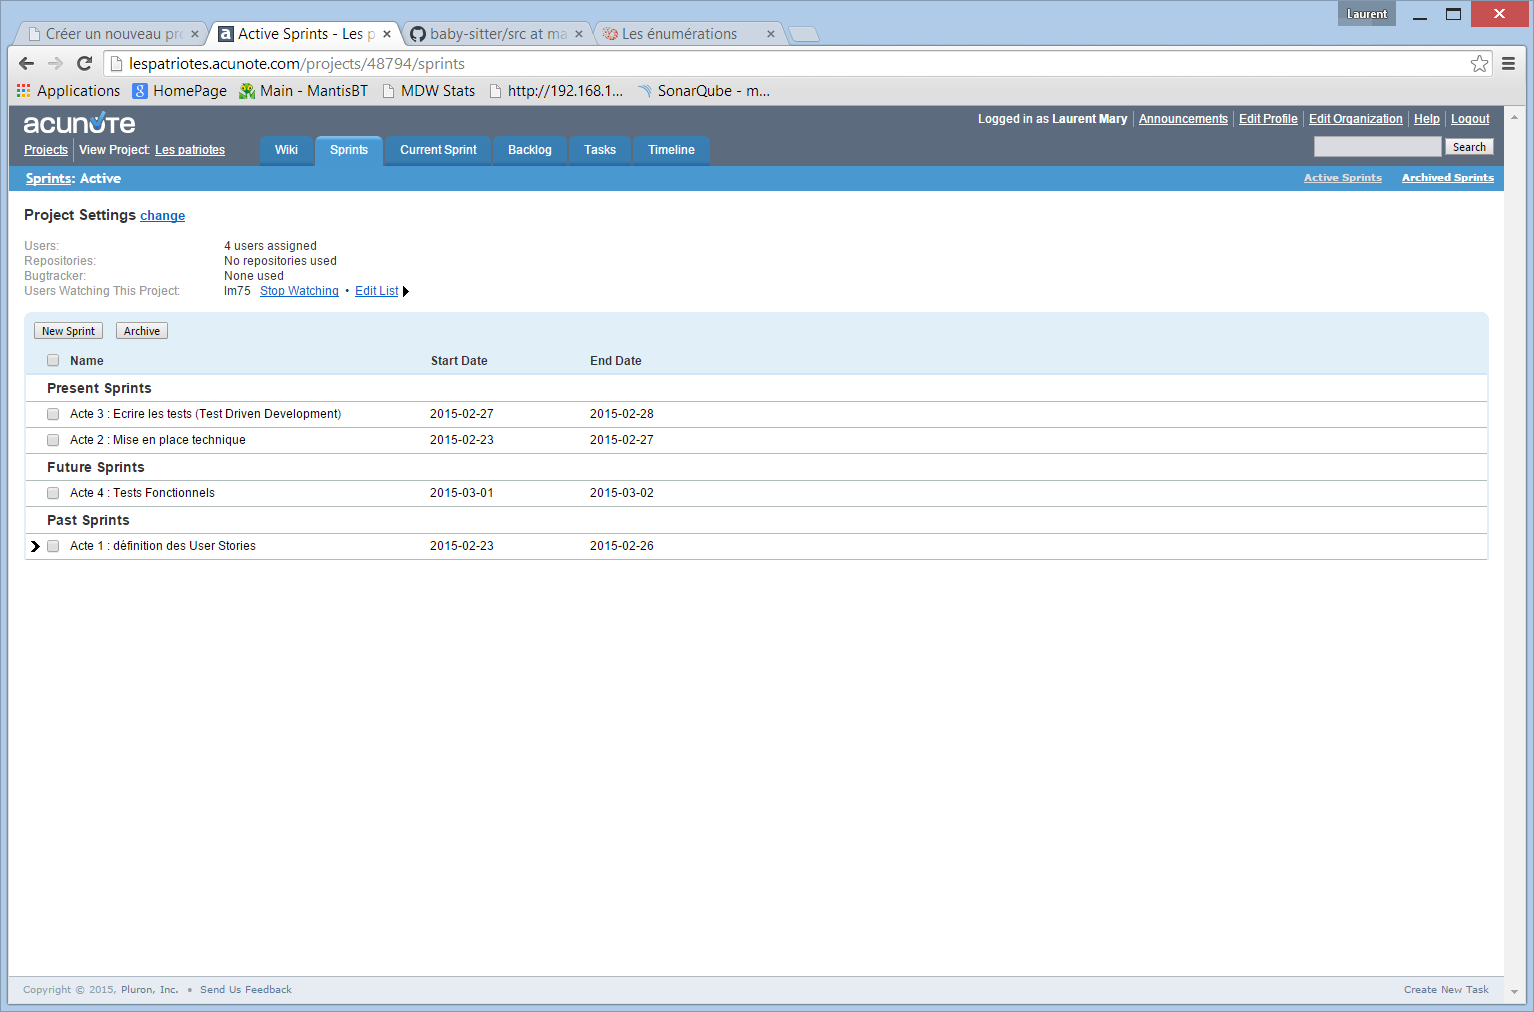 Laurent
Créer un nouveau pro
Active Sprints - Les p
baby-sitter/src at ma
Les énumérations
lespatriotes.acunote.com/projects/48794/sprints
Applications HomePage Main - MantisBT MDW Stats http://192.168.1... SonarQube - m...
acunote
Logged in as Laurent Mary Announcements Edit Profile Edit Organization Help Logout
Projects View Project: Les patriotes Wiki Sprints Current Sprint Backlog Tasks Timeline Search
Sprints: Active Active Sprints Archived Sprints
Project Settings change
Users: 4 users assigned
Repositories: No repositories used
Bugtracker: None used
Users Watching This Project: lm75 Stop Watching • Edit List
New Sprint Archive
Name Start Date End Date
Present Sprints
Acte 3 : Ecrire les tests (Test Driven Development) 2015-02-27 2015-02-28
Acte 2 : Mise en place technique 2015-02-23 2015-02-27
Future Sprints
Acte 4 : Tests Fonctionnels 2015-03-01 2015-03-02
Past Sprints
Acte 1 : définition des User Stories 2015-02-23 2015-02-26
Copyright © 2015, Pluron, Inc. • Send Us Feedback Create New Task